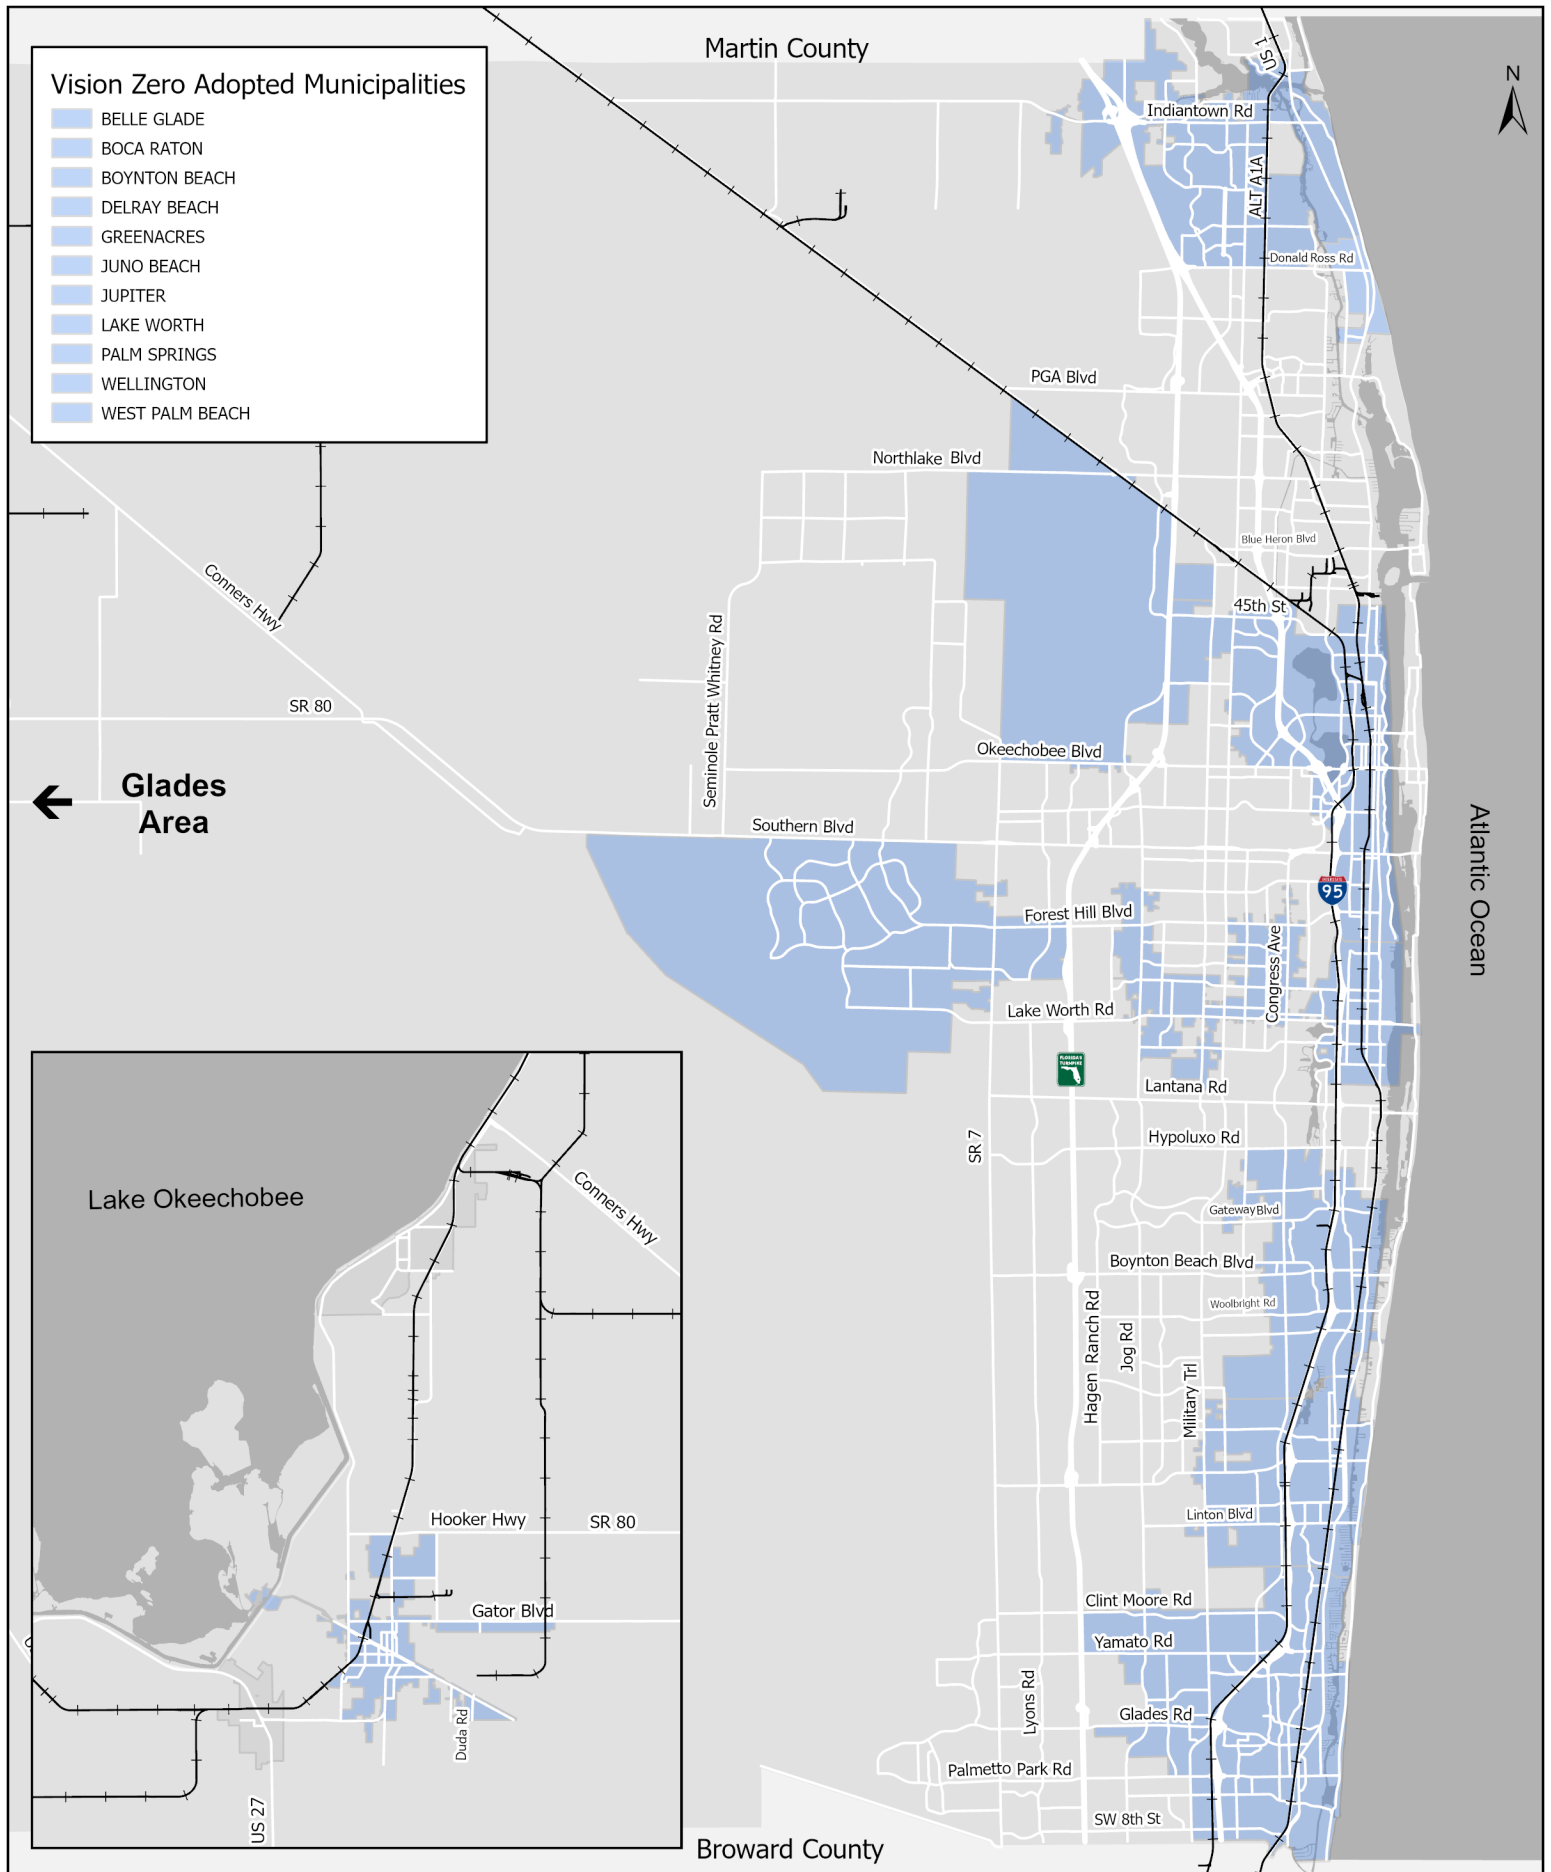 Martin County
N
US 1
Vision Zero Adopted Municipalities
BELLE GLADE
BOCA RATON
BOYNTON BEACH
DELRAY BEACH
GREENACRES
JUNO BEACH
JUPITER
LAKE WORTH
PALM SPRINGS
WELLINGTON
WEST PALM BEACH
Indiantown Rd
ALT A1A
Donald Ross Rd
PGA Blvd
Northlake Blvd
Blue Heron Blvd
Conners Hwy
45th St
Seminole Pratt Whitney Rd
SR 80
Okeechobee Blvd
Glades
Area
Southern Blvd
Atlantic Ocean
INTERSTATE
95
Forest Hill Blvd
Congress Ave
Lake Worth Rd
FLORIDA'S
TURNPIKE
Lantana Rd
SR 7
Hypoluxo Rd
Lake Okeechobee
Conners Hwy
Gateway Blvd
Boynton Beach Blvd
Woolbright Rd
Hagen Ranch Rd
Jog Rd
Military Trl
Hooker Hwy
SR 80
Linton Blvd
Clint Moore Rd
Gator Blvd
Yamato Rd
Lyons Rd
Glades Rd
Duda Rd
Palmetto Park Rd
US 27
SW 8th St
Broward County